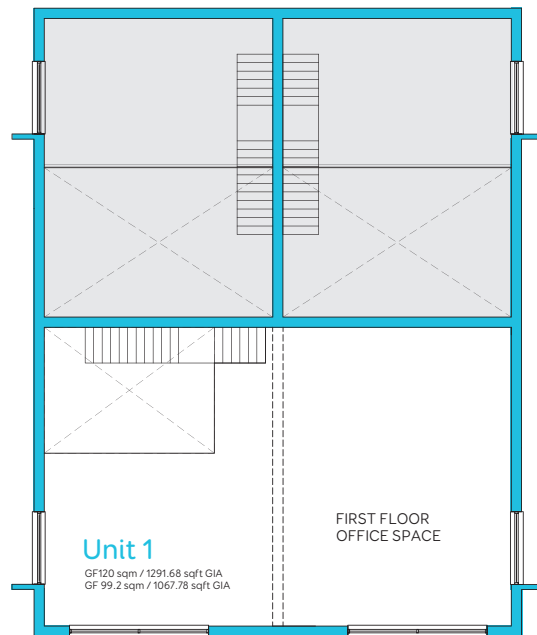 FIRST FLOOR
OFFICE SPACE
Unit 1
GF120 sqm / 1291.68 sqft GIA
GF 99.2 sqm / 1067.78 sqft GIA